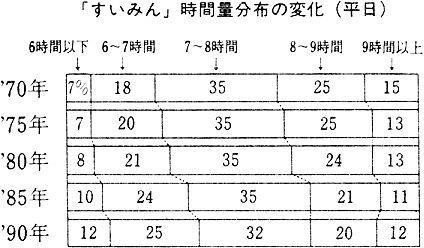 「すいみん」時間量分布の変化（平日）
6時間以下 6～7時間 7～8時間 8～9時間 9時間以上
'70年 7% 18 35 25 15
'75年 7 20 35 25 13
'80年 8 21 35 24 13
'85年 10 24 35 21 11
'90年 12 25 32 20 12